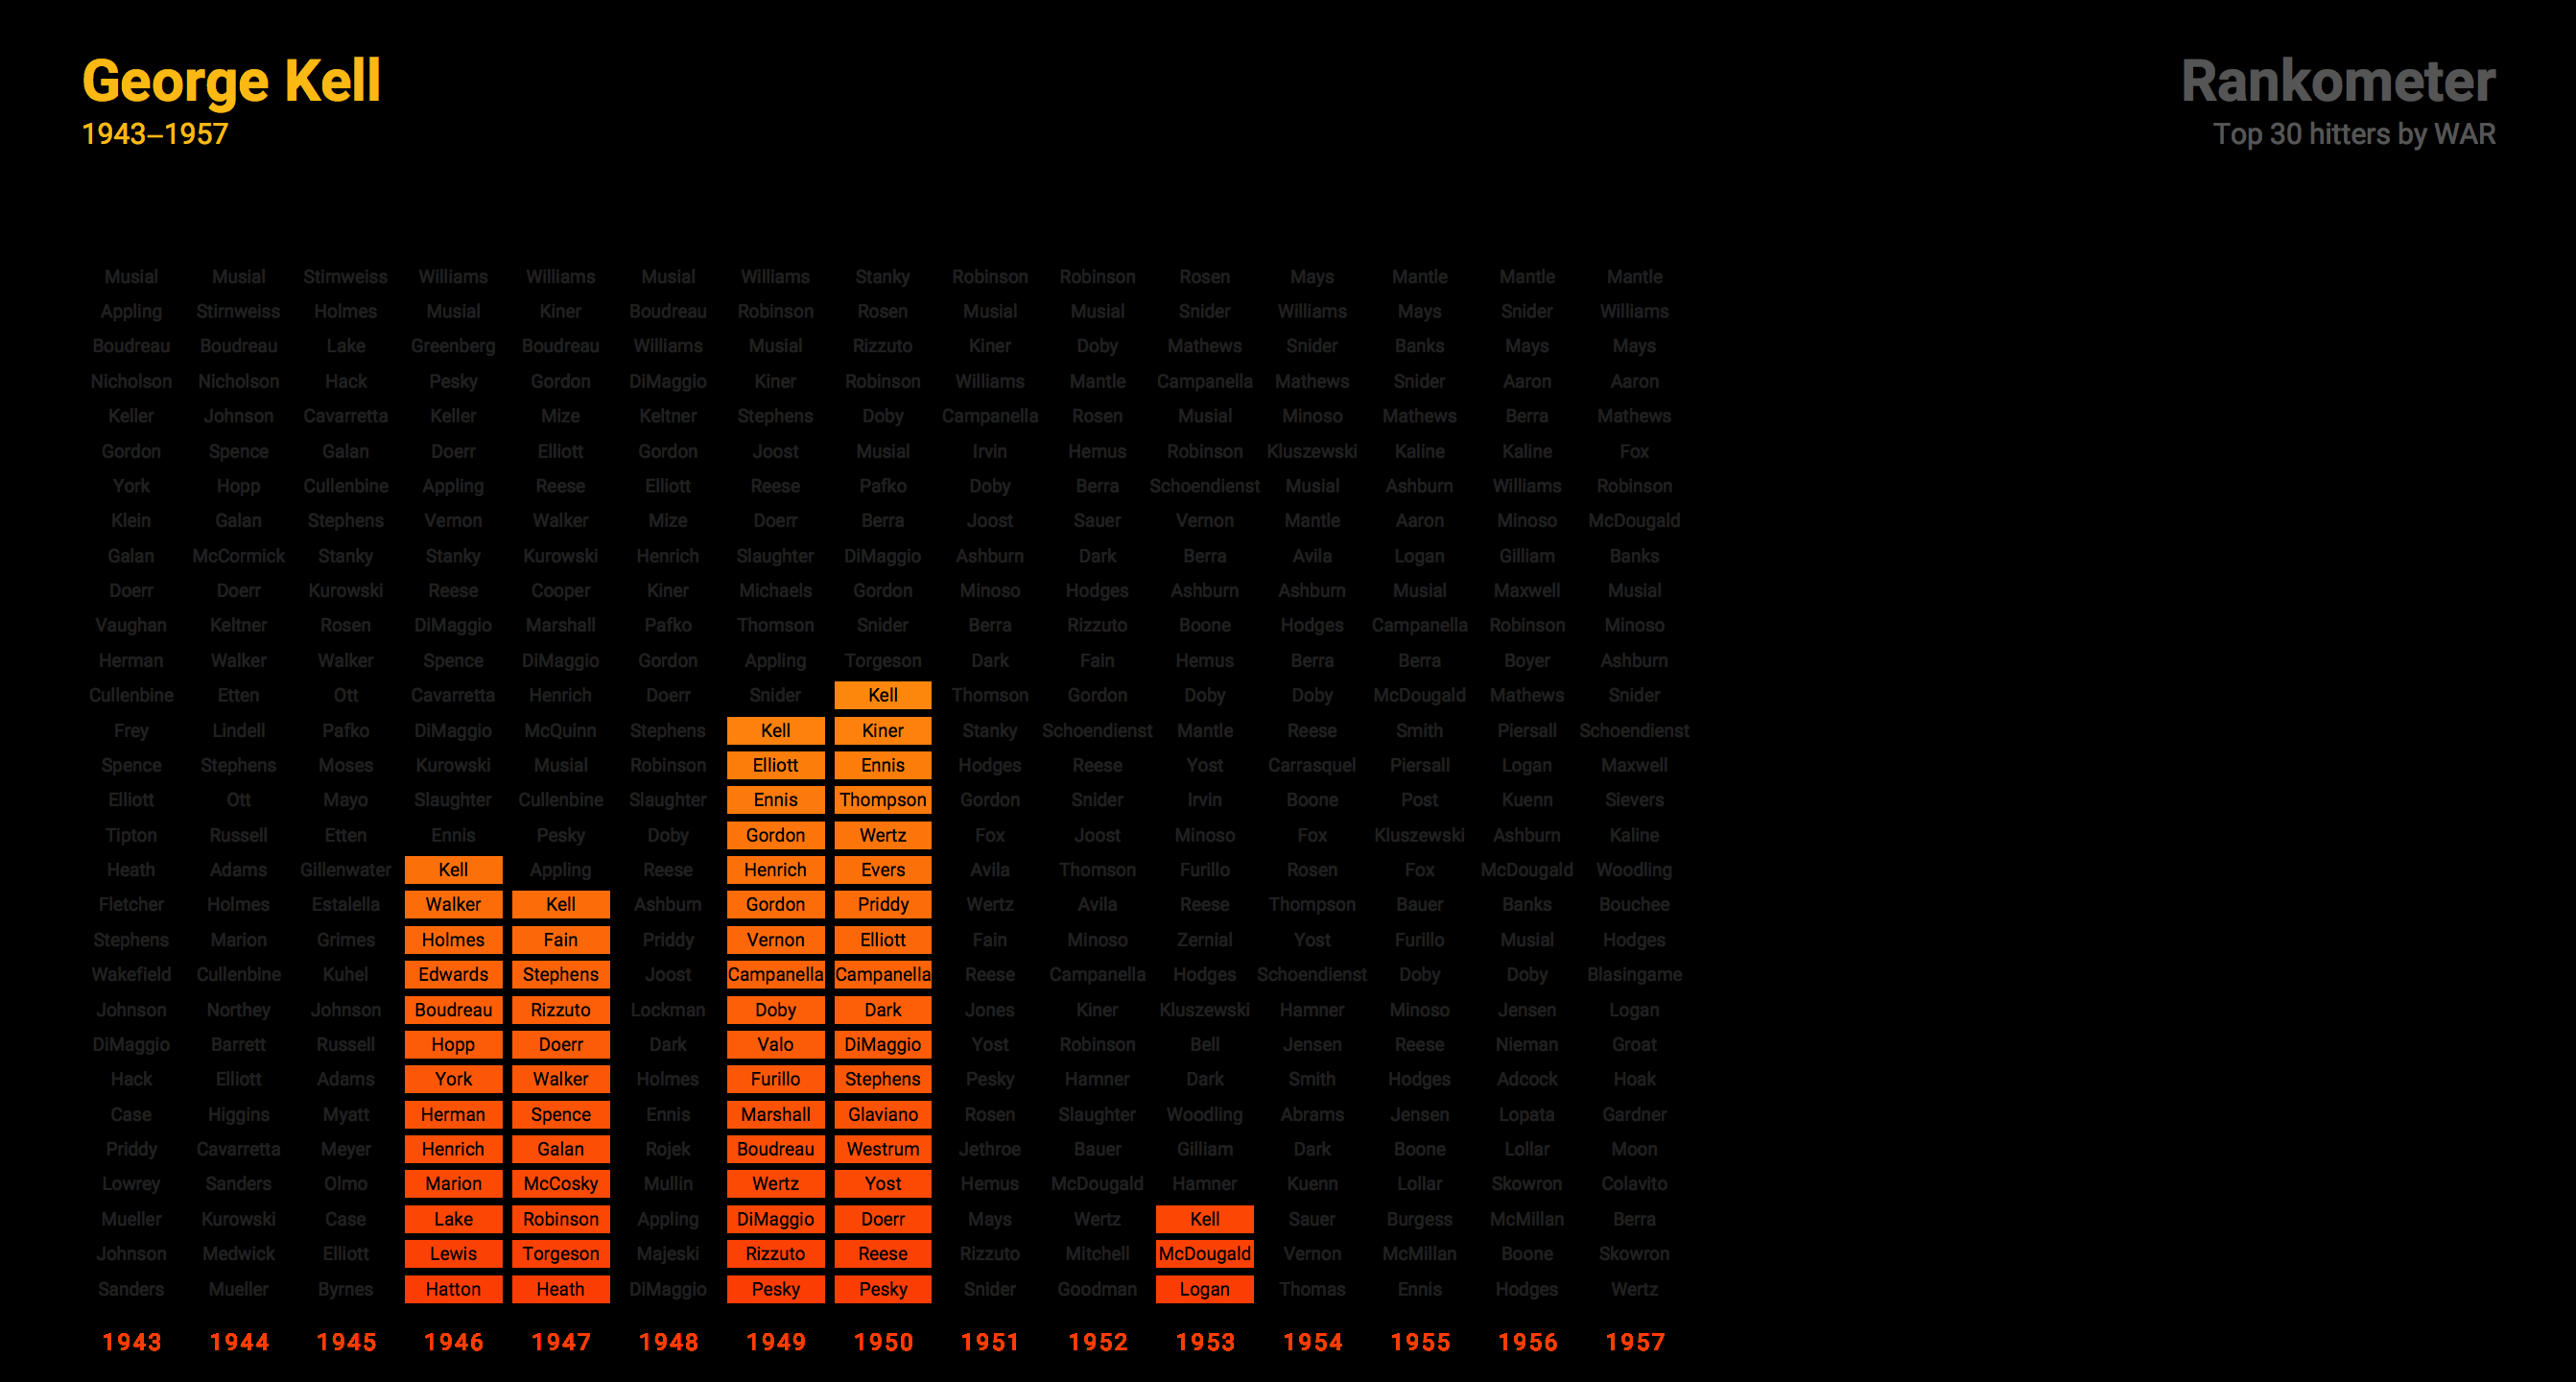 George Kell
1943–1957
Rankometer
Top 30 hitters by WAR
Musial Musial Stirnweiss Williams Williams Musial Williams Stanky Robinson Robinson Rosen Mays Mantle Mantle Mantle
Appling Stirnweiss Holmes Musial Kiner Boudreau Robinson Rosen Musial Musial Snider Williams Mays Snider Williams
Boudreau Boudreau Lake Greenberg Boudreau Williams Musial Rizzuto Kiner Doby Mathews Snider Banks Mays Mays
Nicholson Nicholson Hack Pesky Gordon DiMaggio Kiner Robinson Williams Mantle Campanella Mathews Snider Aaron Aaron
Keller Johnson Cavarretta Keller Mize Keltner Stephens Doby Campanella Rosen Musial Minoso Mathews Berra Mathews
Gordon Spence Galan Doerr Elliott Gordon Joost Musial Irvin Hemus Robinson Kluszewski Kaline Kaline Fox
York Hopp Cullenbine Appling Reese Elliott Reese Pafko Doby Berra Schoendienst Musial Ashburn Williams Robinson
Klein Galan Stephens Vernon Walker Mize Doerr Berra Joost Sauer Vernon Mantle Aaron Minoso McDougald
Galan McCormick Stanky Stanky Kurowski Henrich Slaughter DiMaggio Ashburn Dark Berra Avila Logan Gilliam Banks
Doerr Doerr Kurowski Reese Cooper Kiner Michaels Gordon Minoso Hodges Ashburn Ashburn Musial Maxwell Musial
Vaughan Keltner Rosen DiMaggio Marshall Pafko Thomson Snider Berra Rizzuto Boone Hodges Campanella Robinson Minoso
Herman Walker Walker Spence DiMaggio Gordon Appling Torgeson Dark Fain Hemus Berra Berra Boyer Ashburn
Cullenbine Etten Ott Cavarretta Henrich Doerr Snider Kell Thomson Gordon Doby Doby McDougald Mathews Snider
Frey Lindell Pafko DiMaggio McQuinn Stephens Kell Kiner Stanky Schoendienst Mantle Reese Smith Piersall Schoendienst
Spence Stephens Moses Kurowski Musial Robinson Elliott Ennis Hodges Reese Yost Carrasquel Piersall Logan Maxwell
Elliott Ott Mayo Slaughter Cullenbine Slaughter Ennis Thompson Gordon Snider Irvin Boone Post Kuenn Sievers
Tipton Russell Etten Ennis Pesky Doby Gordon Wertz Fox Joost Minoso Fox Kluszewski Ashburn Kaline
Heath Adams Gillenwater Kell Appling Reese Henrich Evers Avila Thomson Furillo Rosen Fox McDougald Woodling
Fletcher Holmes Estalella Walker Kell Ashburn Gordon Priddy Wertz Avila Reese Thompson Bauer Banks Bouchee
Stephens Marion Grimes Holmes Fain Priddy Vernon Elliott Fain Minoso Zernial Yost Furillo Musial Hodges
Wakefield Cullenbine Kuhel Edwards Stephens Joost Campanella Campanella Reese Campanella Hodges Schoendienst Doby Doby Blasingame
Johnson Northey Johnson Boudreau Rizzuto Lockman Doby Dark Jones Kiner Kluszewski Hamner Minoso Jensen Logan
DiMaggio Barrett Russell Hopp Doerr Dark Valo DiMaggio Yost Robinson Bell Jensen Reese Nieman Groat
Hack Elliott Adams York Walker Holmes Furillo Stephens Pesky Hamner Dark Smith Hodges Adcock Hoak
Case Higgins Myatt Herman Spence Ennis Marshall Glaviano Rosen Slaughter Woodling Abrams Jensen Lopata Gardner
Priddy Cavarretta Meyer Henrich Galan Rojek Boudreau Westrum Jethroe Bauer Gilliam Dark Boone Lollar Moon
Lowrey Sanders Olmo Marion McCosky Mullin Wertz Yost Hemus McDougald Hamner Kuenn Lollar Skowron Colavito
Mueller Kurowski Case Lake Robinson Appling DiMaggio Doerr Mays Wertz Kell Sauer Burgess McMillan Berra
Johnson Medwick Elliott Lewis Torgeson Majeski Rizzuto Reese Rizzuto Mitchell McDougald Vernon McMillan Boone Skowron
Sanders Mueller Byrnes Hatton Heath DiMaggio Pesky Pesky Snider Goodman Logan Thomas Ennis Hodges Wertz
1943 1944 1945 1946 1947 1948 1949 1950 1951 1952 1953 1954 1955 1956 1957